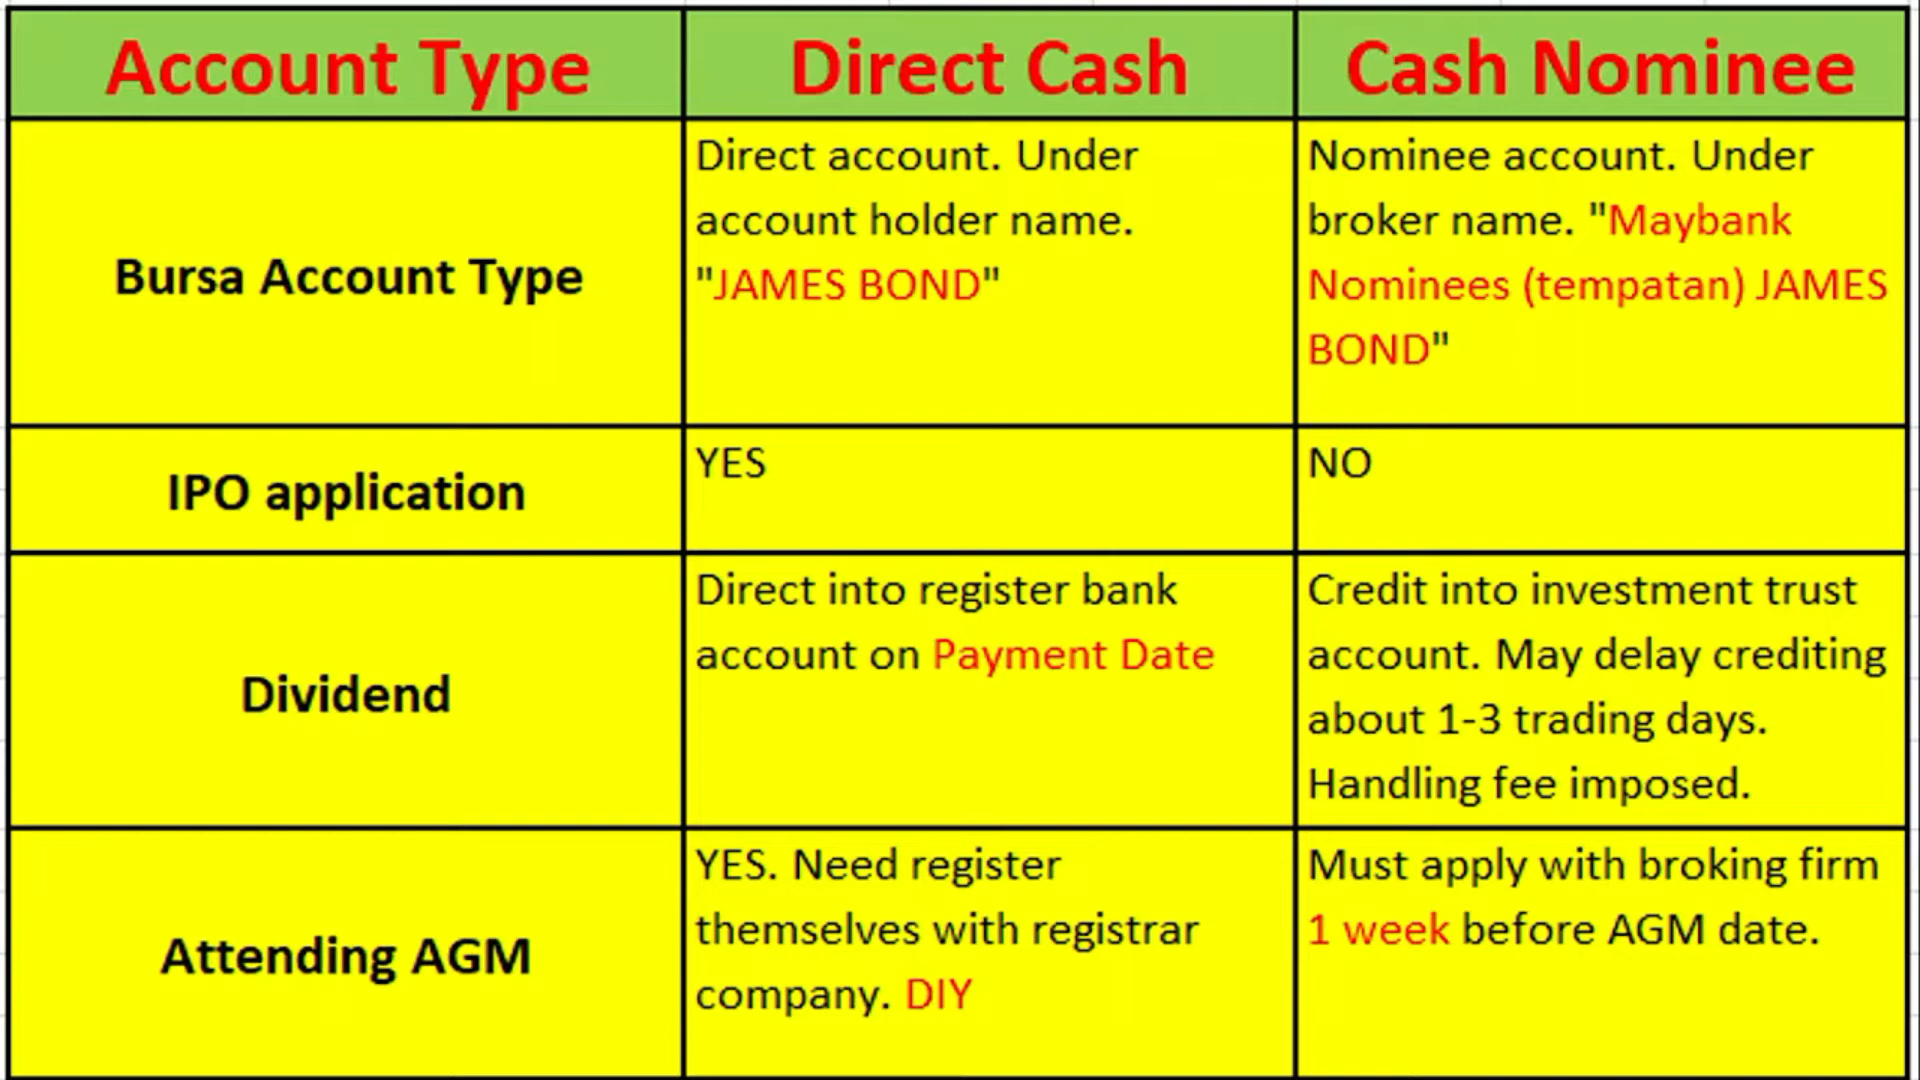 Account Type
Direct Cash
Cash Nominee
Bursa Account Type
Direct account. Under
account holder name.
"JAMES BOND"
Nominee account. Under
broker name. "Maybank
Nominees (tempatan) JAMES
BOND"
IPO application
YES
NO
Dividend
Direct into register bank
account on Payment Date
Credit into investment trust
account. May delay crediting
about 1-3 trading days.
Handling fee imposed.
Attending AGM
YES. Need register
themselves with registrar
company. DIY
Must apply with broking firm
1 week before AGM date.